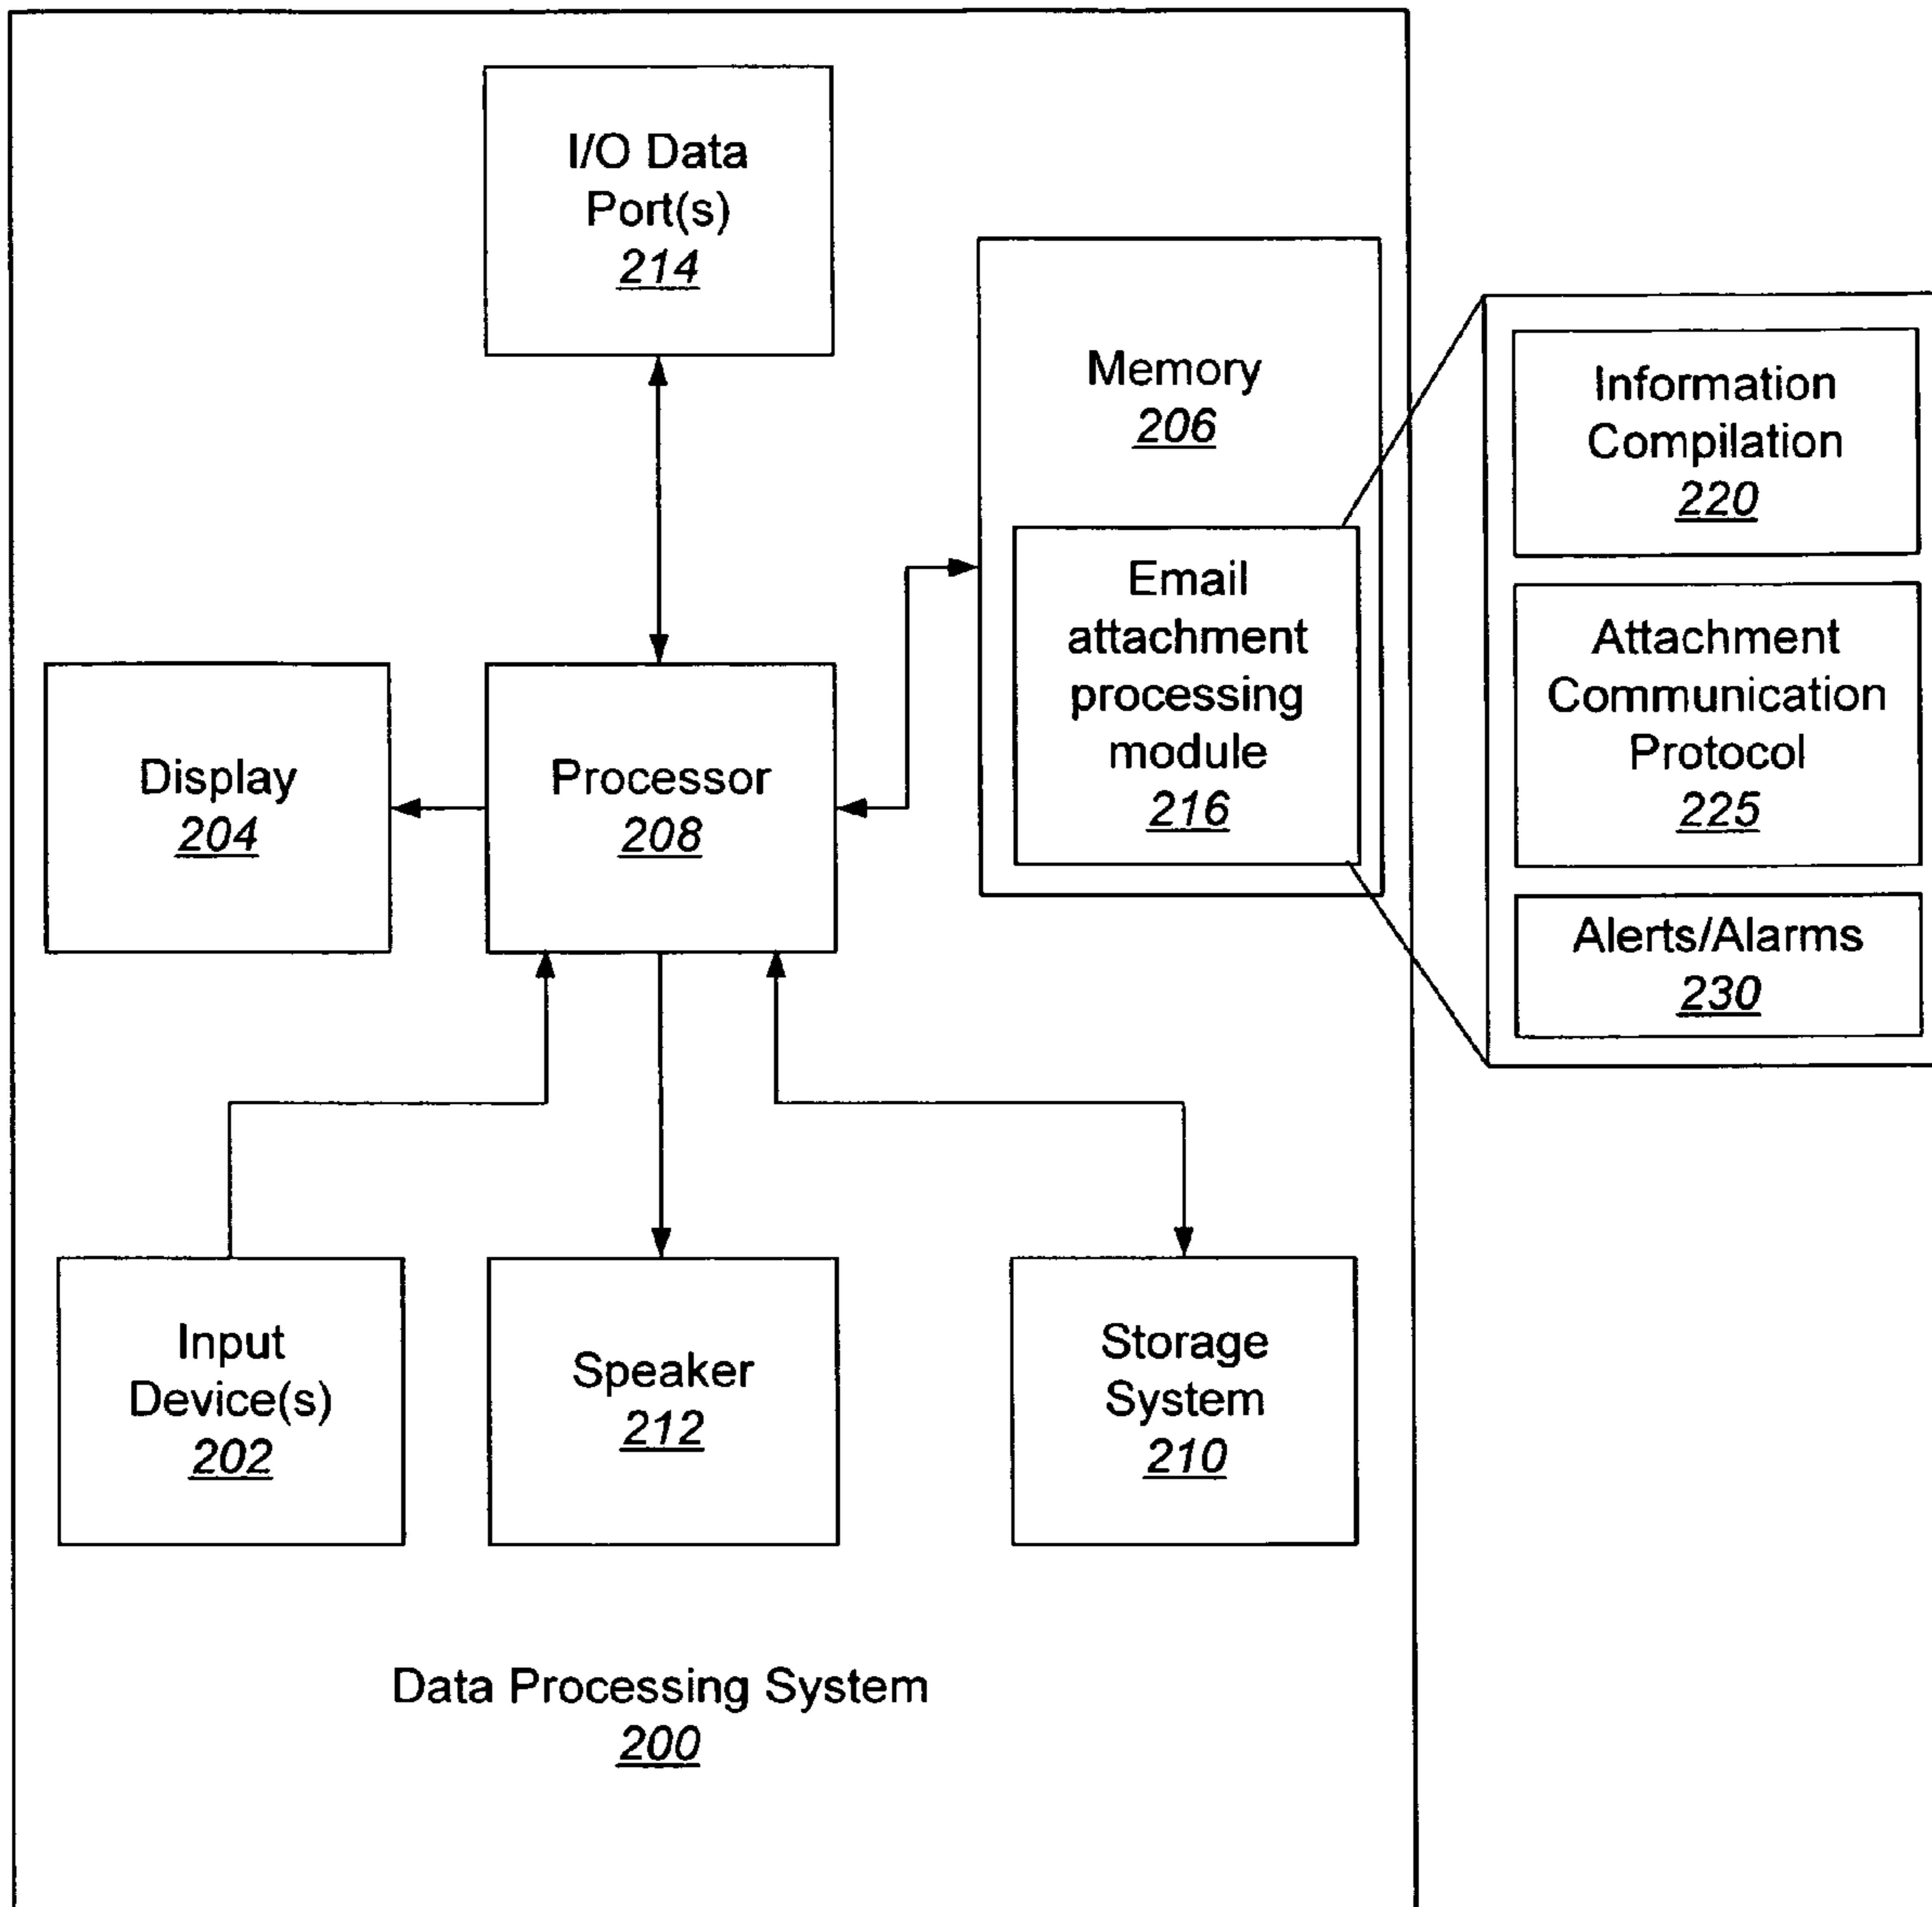 I/O Data
Port(s)
214
Memory
206
Email
attachment
processing
module
216
Information
Compilation
220
Attachment
Communication
Protocol
225
Alerts/Alarms
230
Display
204
Processor
208
Input
Device(s)
202
Speaker
212
Storage
System
210
Data Processing System
200